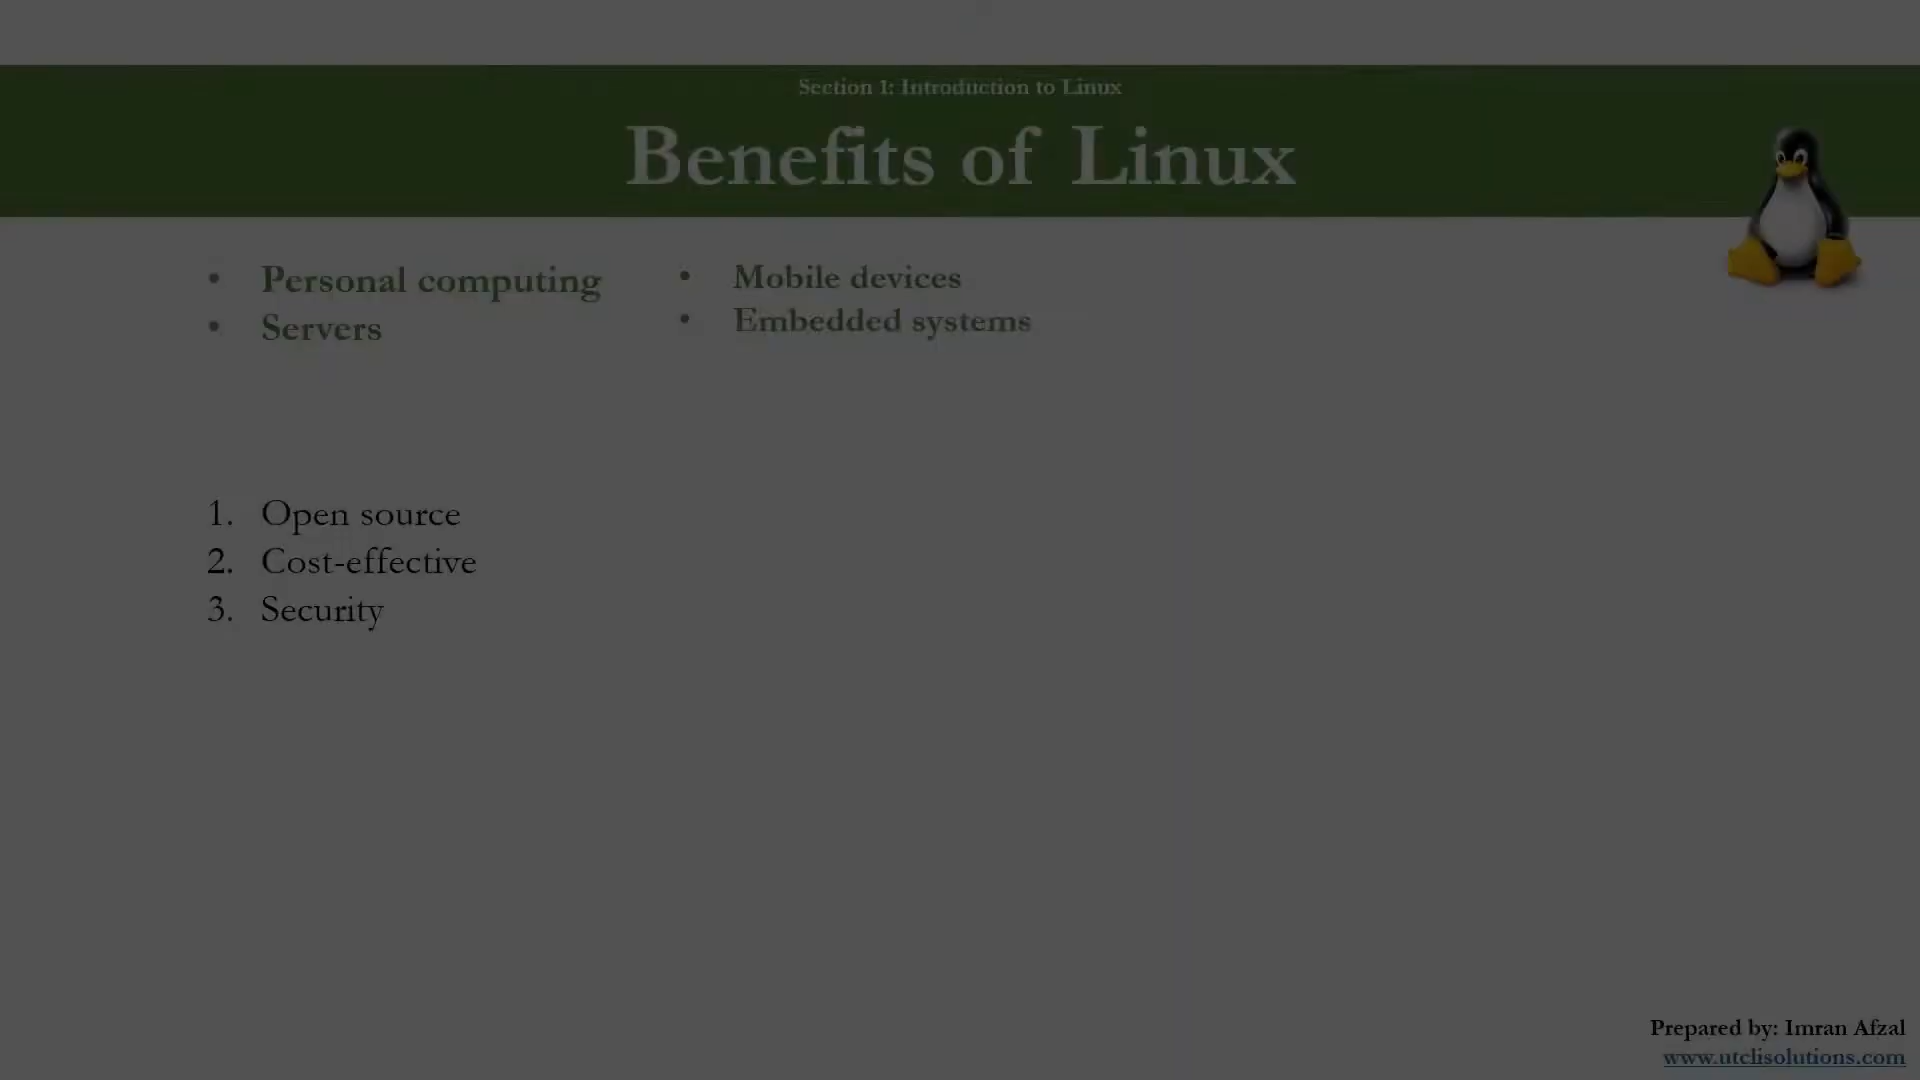 Section 1: Introduction to Linux
Benefits of Linux
• Personal computing
• Servers
• Mobile devices
• Embedded systems
1. Open source
2. Cost-effective
3. Security
Prepared by: Imran Afzal
www.utclisolutions.com